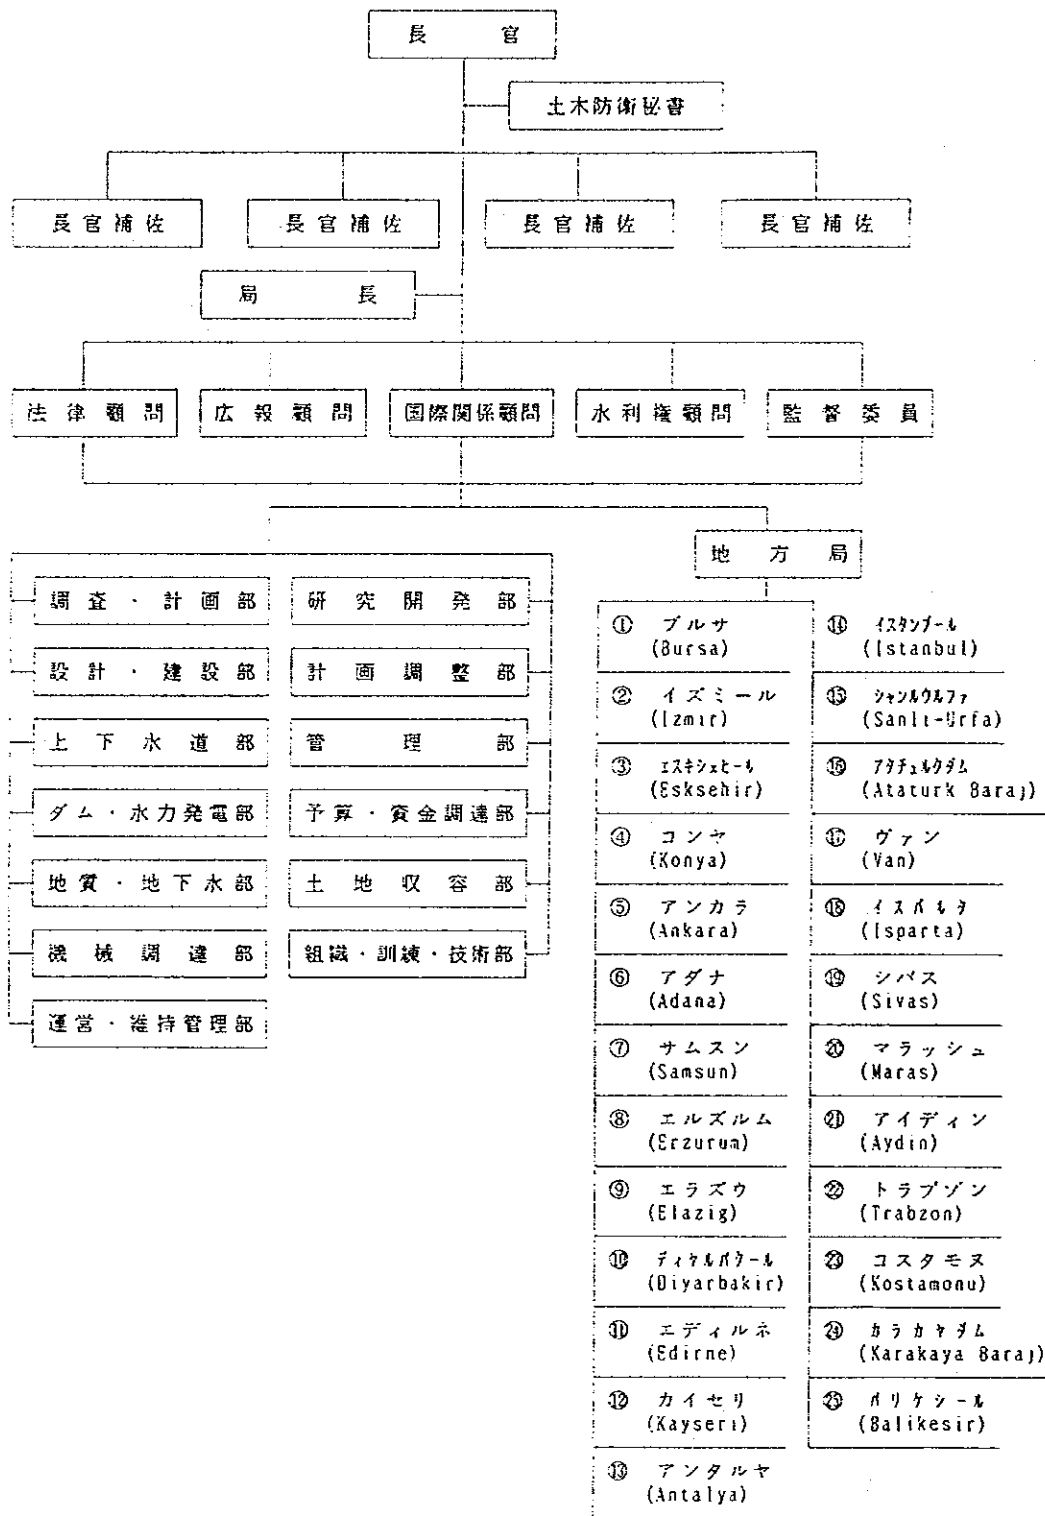 長官
土木防衛秘書
長官補佐
長官補佐
長官補佐
長官補佐
局長
法律顧問
広報顧問
国際関係顧問
水利権顧問
監督委員
地方局
調査・計画部
研究開発部
設計・建設部
計画調整部
上下水道部
管理部
ダム・水力発電部
予算・資金調達部
地質・地下水部
土地収容部
機械調達部
組織・訓練・技術部
運営・維持管理部
① ブルサ
(Bursa)
② イズミール
(Izmir)
③ エスキシェヒール
(Esksehir)
④ コンヤ
(Konya)
⑤ アンカラ
(Ankara)
⑥ アダナ
(Adana)
⑦ サムスン
(Samsun)
⑧ エルズルム
(Erzurum)
⑨ エラズウ
(Elazig)
⑩ ディヤルバクール
(Diyarbakir)
⑪ エディルネ
(Edirne)
⑫ カイセリ
(Kayseri)
⑬ アンタルヤ
(Antalya)
⑭ イスタンブール
(Istanbul)
⑮ シャンルウルファ
(Sanli-Urfa)
⑯ アタチュルクダム
(Ataturk Baraj)
⑰ ヴァン
(Van)
⑱ イスパルタ
(Isparta)
⑲ シバス
(Sivas)
⑳ マラッシュ
(Maras)
㉑ アイディン
(Aydin)
㉒ トラブゾン
(Trabzon)
㉓ コスタモヌ
(Kostamonu)
㉔ カラカヤダム
(Karakaya Baraj)
㉕ バリケシール
(Balikesir)